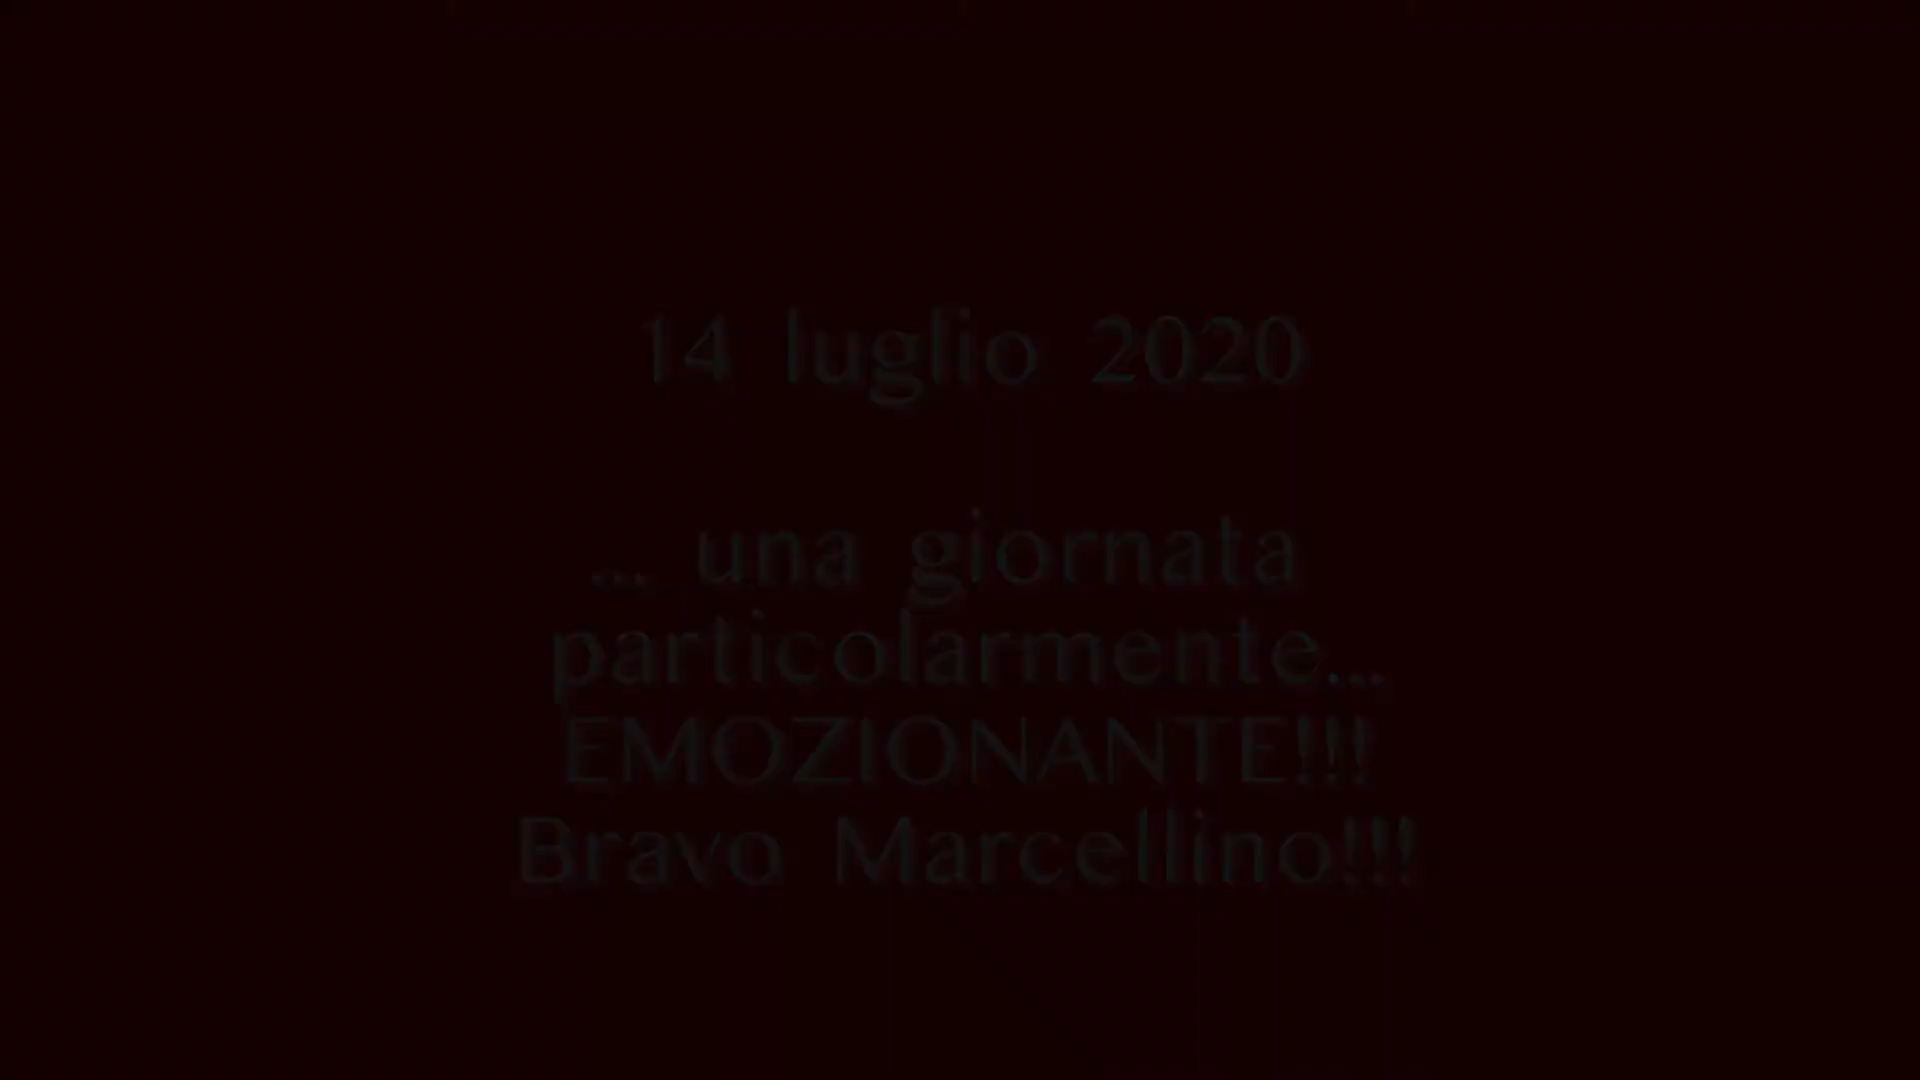 14 luglio 2020
... una giornata
particolarmente...
EMOZIONANTE!!!
Bravo Marcellino!!!